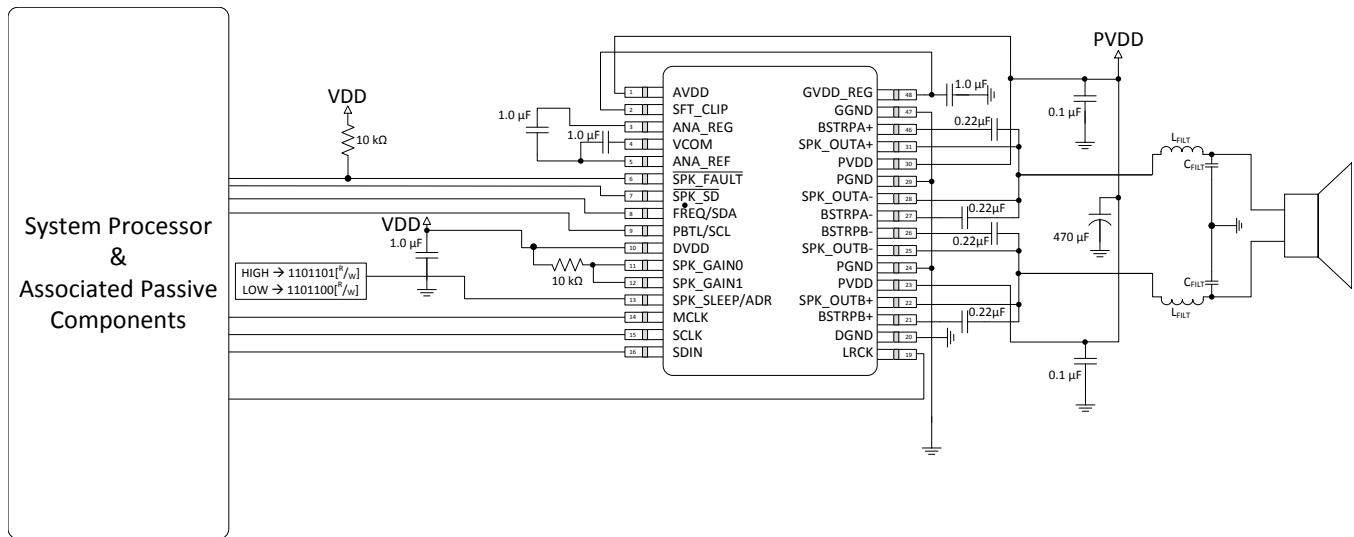 System Processor
&
Associated Passive
Components
VDD
10 kΩ
VDD
1.0 µF
HIGH → 1101101[R/W]
LOW → 1101100[R/W]
1.0 µF
1.0 µF
10 kΩ
1 AVDD
2 SFT_CLIP
3 ANA_REG
4 VCOM
5 ANA_REF
6 SPK_FAULT
7 SPK_SD
8 FREQ/SDA
9 PBTL/SCL
10 DVDD
11 SPK_GAIN0
12 SPK_GAIN1
13 SPK_SLEEP/ADR
14 MCLK
15 SCLK
16 SDIN
GVDD_REG 48
GGND 47
BSTRPA+ 46
SPK_OUTA+ 31
PVDD 30
PGND 29
SPK_OUTA- 28
BSTRPA- 27
BSTRPB- 26
SPK_OUTB- 25
PGND 24
PVDD 23
SPK_OUTB+ 22
BSTRPB+ 21
DGND 20
LRCK 19
1.0 µF
0.22µF
0.22µF
0.22µF
0.22µF
PVDD
0.1 µF
470 µF
0.1 µF
LFILT
CFILT
CFILT
LFILT